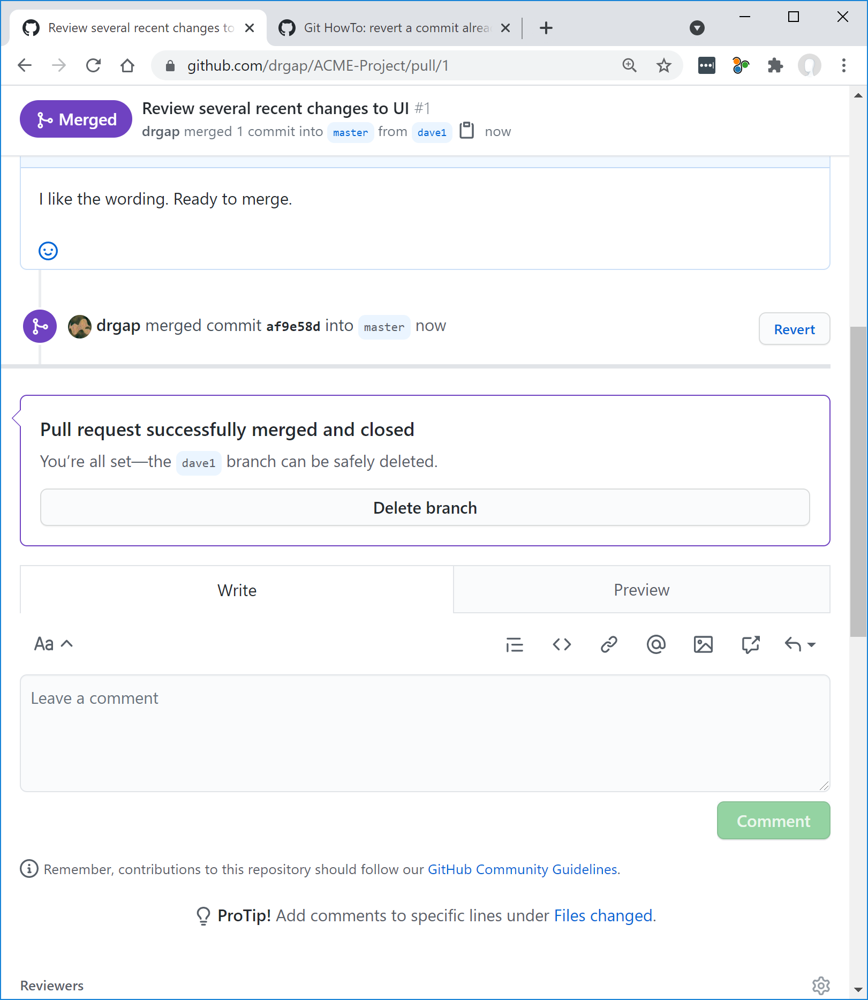 Review several recent changes to
Git HowTo: revert a commit alrea
github.com/drgap/ACME-Project/pull/1
Merged
Review several recent changes to UI #1
drgap merged 1 commit into master from dave1 now
I like the wording. Ready to merge.
drgap merged commit af9e58d into master now
Revert
Pull request successfully merged and closed
You’re all set—the dave1 branch can be safely deleted.
Delete branch
Write
Preview
Aa
Leave a comment
Comment
Remember, contributions to this repository should follow our GitHub Community Guidelines.
ProTip! Add comments to specific lines under Files changed.
Reviewers